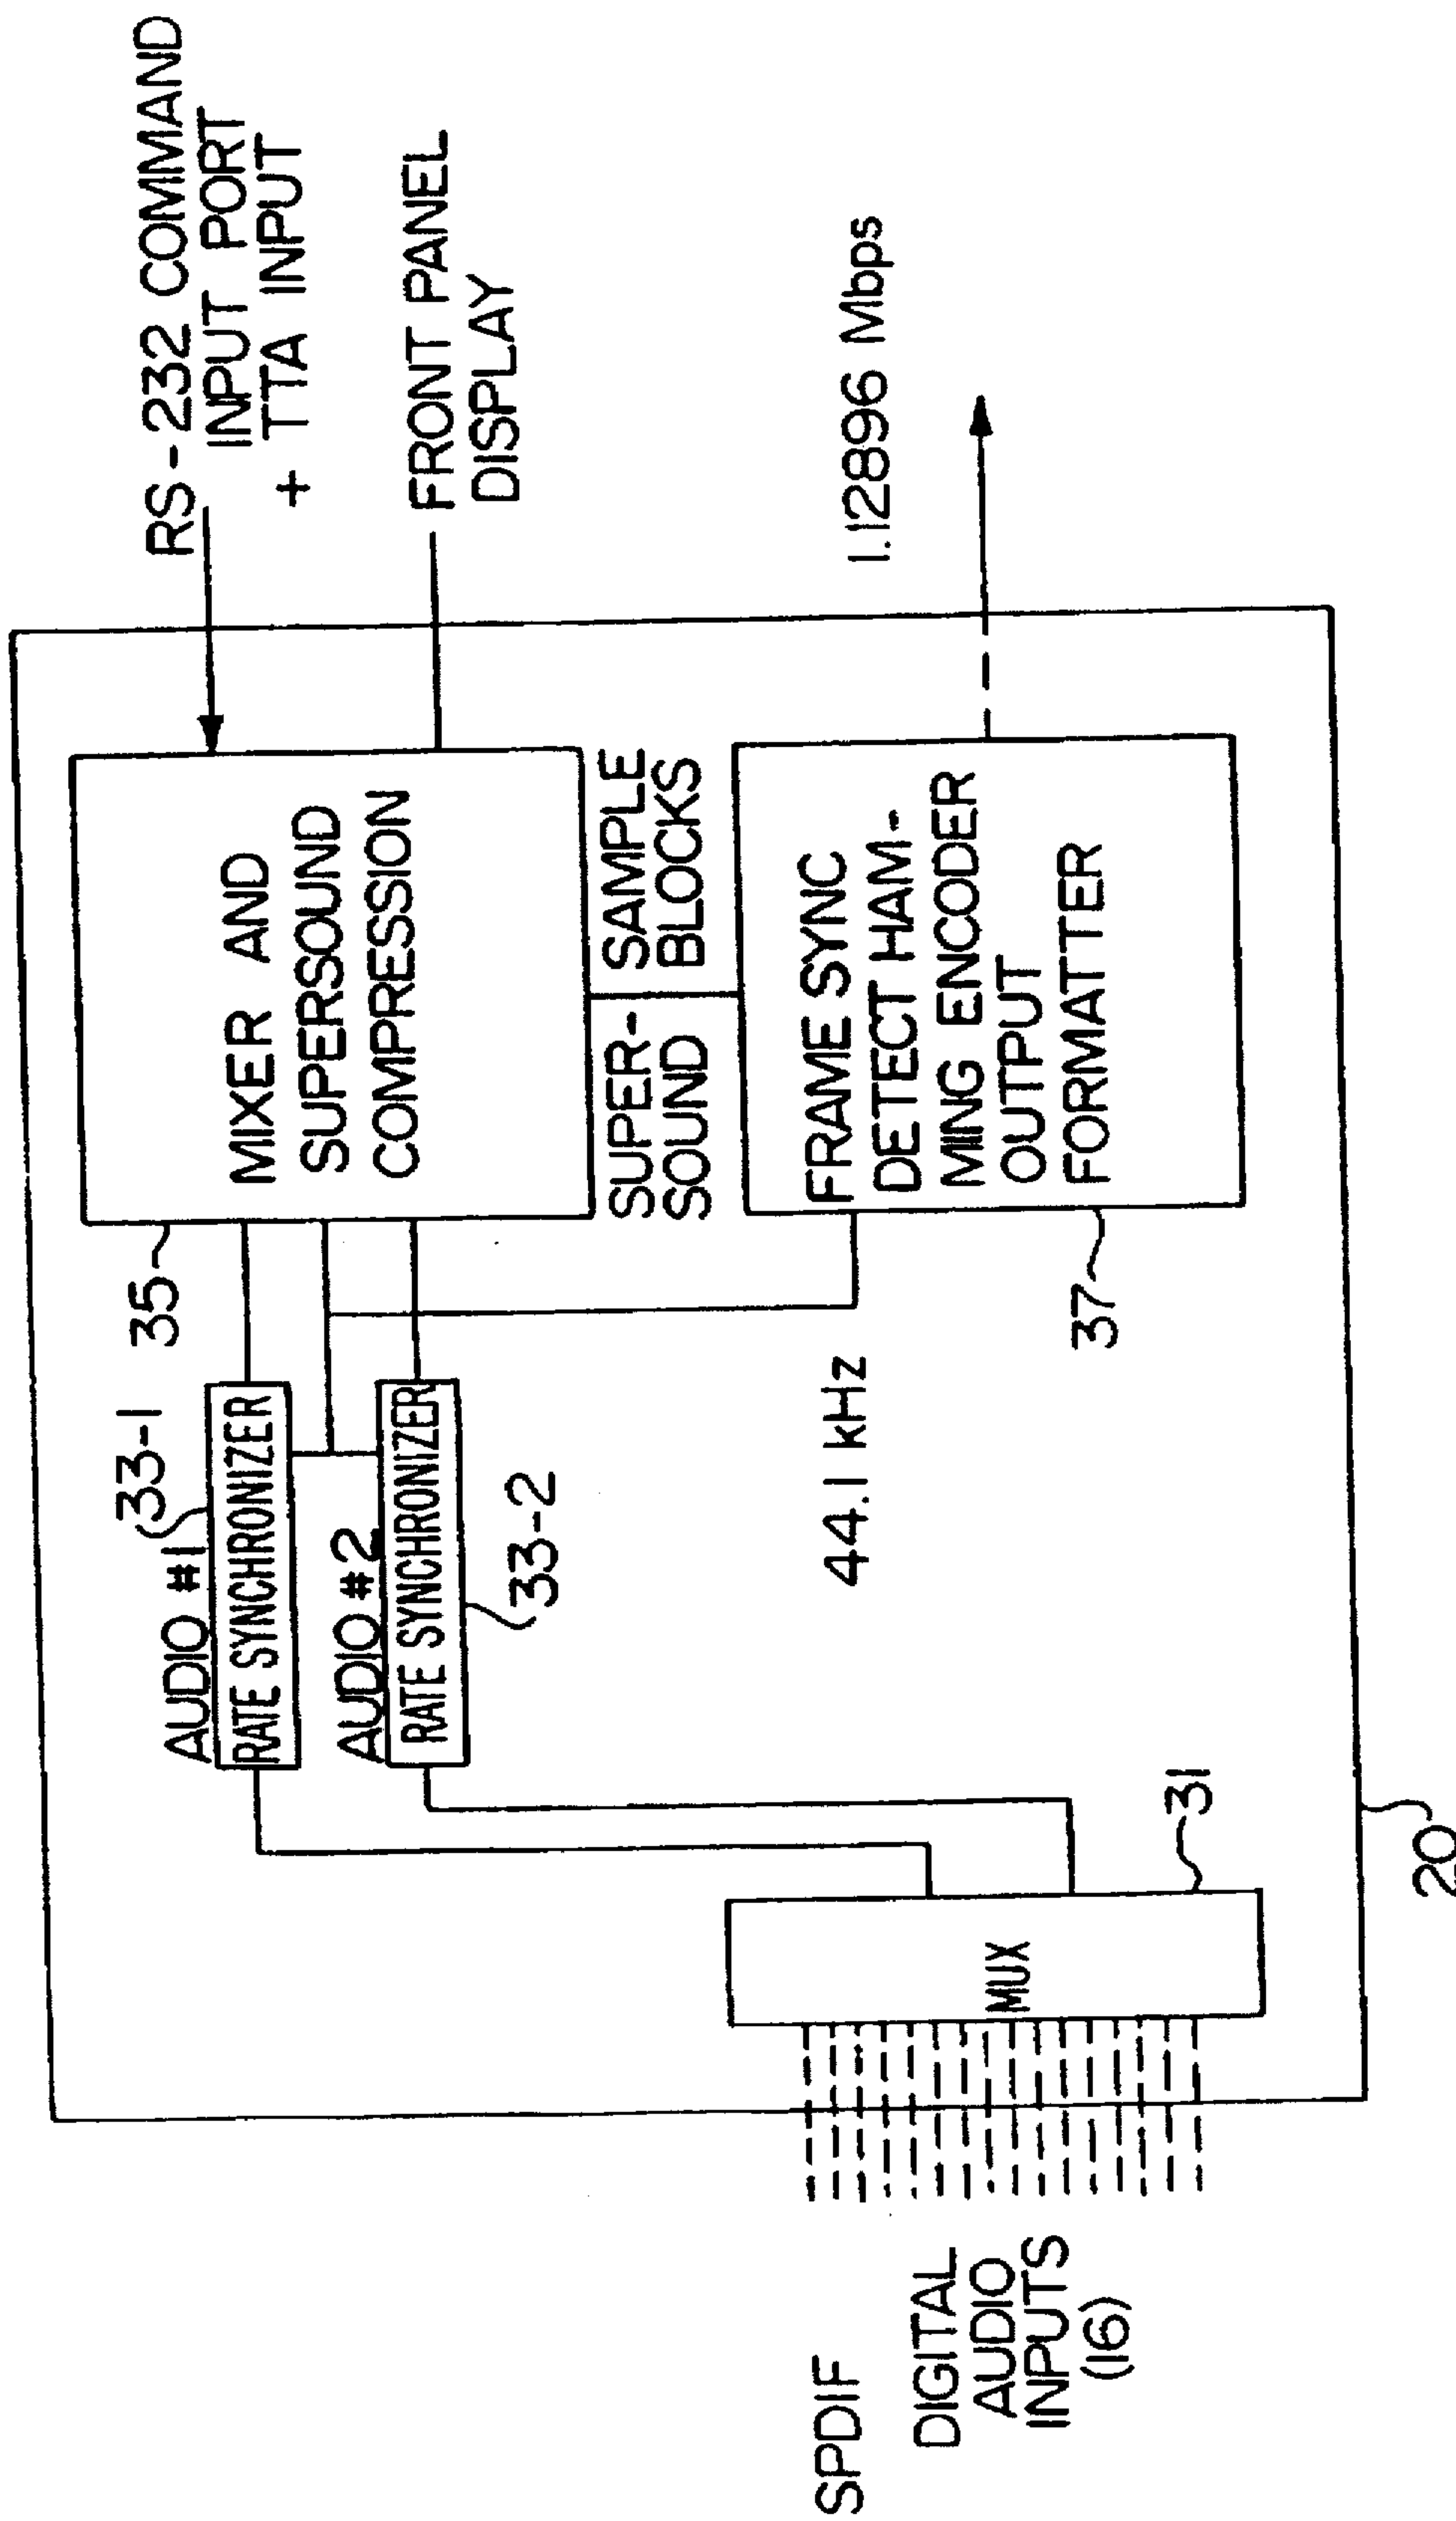 SPDIF
DIGITAL
AUDIO
INPUTS
(16)
MUX
31
20
AUDIO #1
RATE SYNCHRONIZER
33-1
AUDIO #2
RATE SYNCHRONIZER
33-2
44.1 kHz
35
MIXER AND
SUPERSOUND
COMPRESSION
SUPER-
SOUND
SAMPLE
BLOCKS
37
FRAME SYNC
DETECT HAM-
MING ENCODER
OUTPUT
FORMATTER
RS-232 COMMAND
INPUT PORT
+ TTA INPUT
FRONT PANEL
DISPLAY
1.12896 Mbps